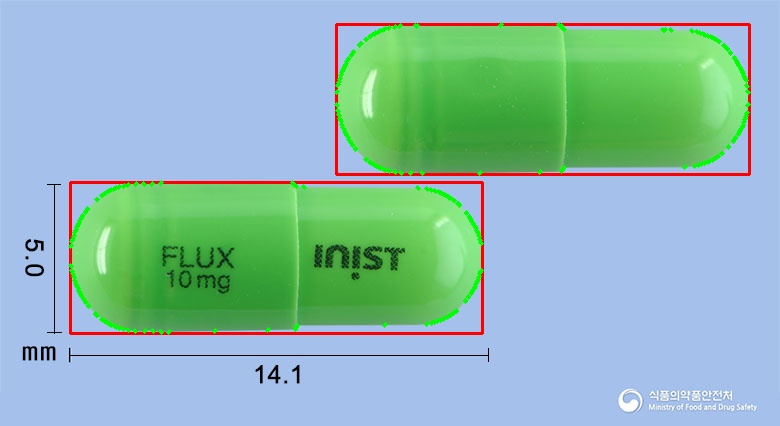 FLUX
10mg
INIST
5.0
mm
14.1
식품의약품안전처
Ministry of Food and Drug Safety